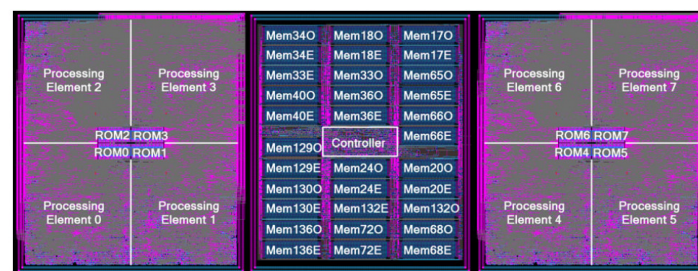 Processing
Element 2
Processing
Element 3
ROM2 ROM3
ROM0 ROM1
Processing
Element 0
Processing
Element 1
Mem34O Mem18O Mem17O
Mem34E Mem18E Mem17E
Mem33E Mem33O Mem65O
Mem40O Mem36O Mem65E
Mem40E Mem36E Mem66O
Controller Mem66E
Mem129O
Mem129E Mem24O Mem20O
Mem130O Mem24E Mem20E
Mem130E Mem132E Mem132O
Mem136O Mem72O Mem68O
Mem136E Mem72E Mem68E
Processing
Element 6
Processing
Element 7
ROM6 ROM7
ROM4 ROM5
Processing
Element 4
Processing
Element 5